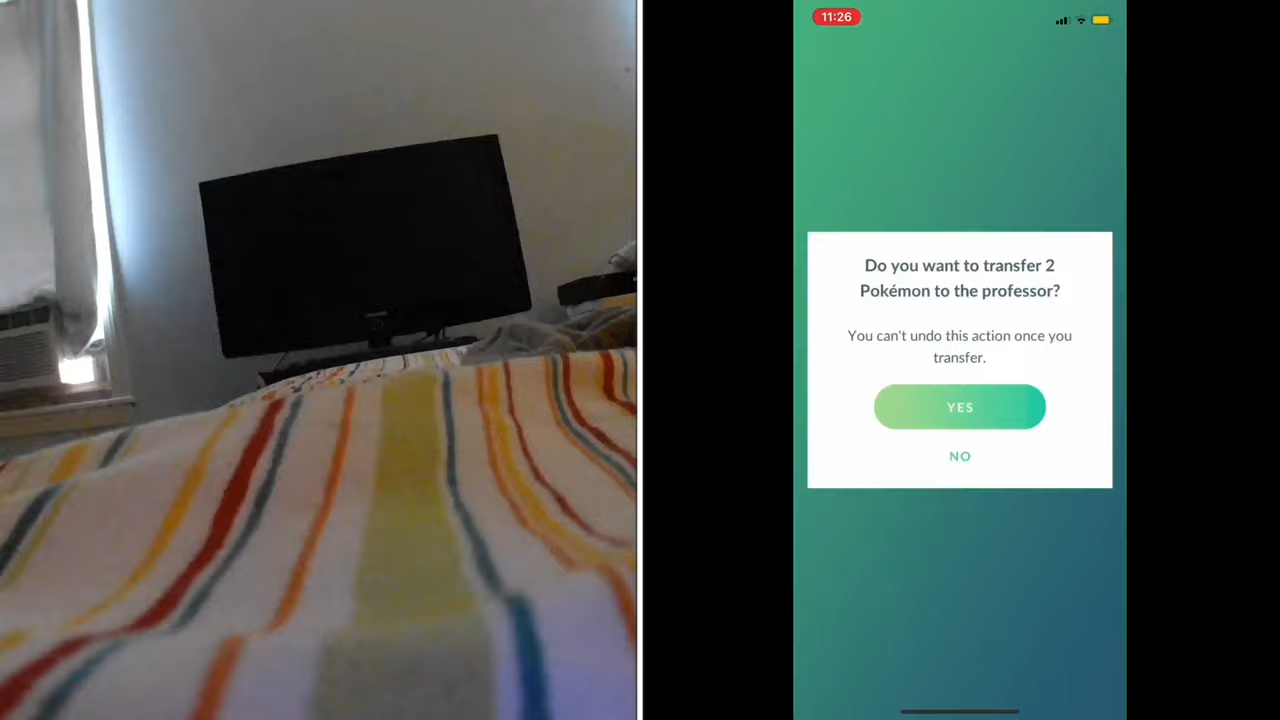 11:26
Do you want to transfer 2
Pokémon to the professor?
You can't undo this action once you
transfer.
YES
NO